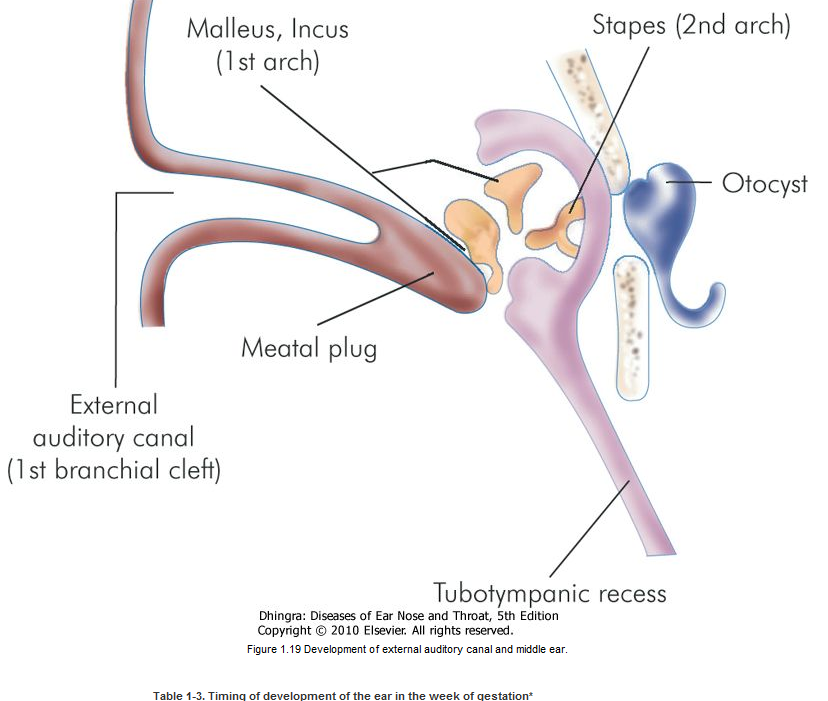 Malleus, Incus
(1st arch)
Stapes (2nd arch)
Otocyst
Meatal plug
External
auditory canal
(1st branchial cleft)
Tubotympanic recess
Dhingra: Diseases of Ear Nose and Throat, 5th Edition
Copyright © 2010 Elsevier. All rights reserved.
Figure 1.19 Development of external auditory canal and middle ear.
Table 1-3. Timing of development of the ear in the week of gestation*